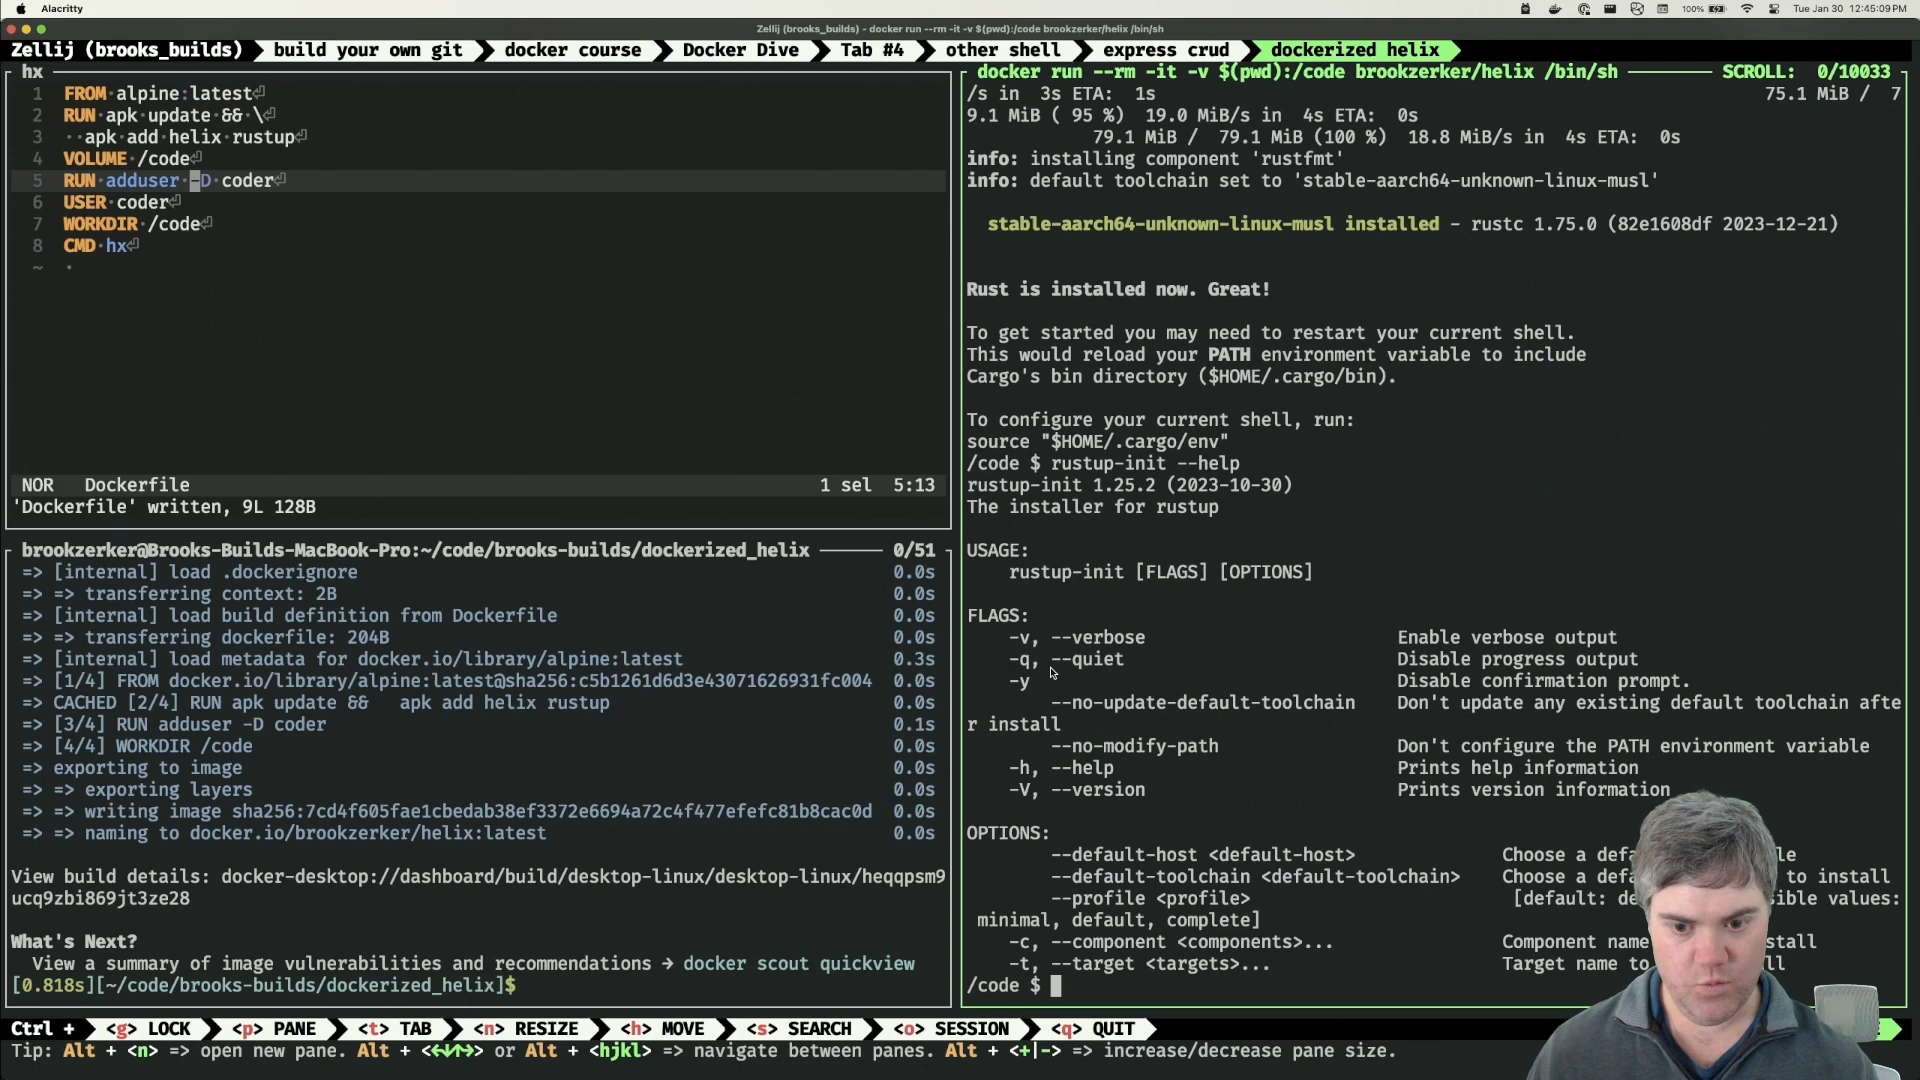 Alacritty
100%
Tue Jan 30 12:45:09 PM
Zellij (brooks_builds) - docker run --rm -it -v $(pwd):/code brookzerker/helix /bin/sh
Zellij (brooks_builds) build your own git docker course Docker Dive Tab #4 other shell express crud dockerized helix
hx
1 FROM·alpine:latest⏎
2 RUN·apk·update·&&·\⏎
3 ··apk·add·helix·rustup⏎
4 VOLUME·/code⏎
5 RUN·adduser·-D·coder⏎
6 USER·coder⏎
7 WORKDIR·/code⏎
8 CMD·hx⏎
~ ·
NOR Dockerfile 1 sel 5:13
'Dockerfile' written, 9L 128B
brookzerker@Brooks-Builds-MacBook-Pro:~/code/brooks-builds/dockerized_helix 0/51
=> [internal] load .dockerignore 0.0s
=> => transferring context: 2B 0.0s
=> [internal] load build definition from Dockerfile 0.0s
=> => transferring dockerfile: 204B 0.0s
=> [internal] load metadata for docker.io/library/alpine:latest 0.3s
=> [1/4] FROM docker.io/library/alpine:latest@sha256:c5b1261d6d3e43071626931fc004 0.0s
=> CACHED [2/4] RUN apk update && apk add helix rustup 0.0s
=> [3/4] RUN adduser -D coder 0.1s
=> [4/4] WORKDIR /code 0.0s
=> exporting to image 0.0s
=> => exporting layers 0.0s
=> => writing image sha256:7cd4f605fae1cbedab38ef3372e6694a72c4f477efefc81b8cac0d 0.0s
=> => naming to docker.io/brookzerker/helix:latest 0.0s
View build details: docker-desktop://dashboard/build/desktop-linux/desktop-linux/heqqpsm9
ucq9zbi869jt3ze28
What's Next?
View a summary of image vulnerabilities and recommendations → docker scout quickview
[0.818s][~/code/brooks-builds/dockerized_helix]$
docker run --rm -it -v $(pwd):/code brookzerker/helix /bin/sh SCROLL: 0/10033
/s in 3s ETA: 1s 75.1 MiB / 7
9.1 MiB ( 95 %) 19.0 MiB/s in 4s ETA: 0s
79.1 MiB / 79.1 MiB (100 %) 18.8 MiB/s in 4s ETA: 0s
info: installing component 'rustfmt'
info: default toolchain set to 'stable-aarch64-unknown-linux-musl'
stable-aarch64-unknown-linux-musl installed - rustc 1.75.0 (82e1608df 2023-12-21)
Rust is installed now. Great!
To get started you may need to restart your current shell.
This would reload your PATH environment variable to include
Cargo's bin directory ($HOME/.cargo/bin).
To configure your current shell, run:
source "$HOME/.cargo/env"
/code $ rustup-init --help
rustup-init 1.25.2 (2023-10-30)
The installer for rustup
USAGE:
rustup-init [FLAGS] [OPTIONS]
FLAGS:
-v, --verbose Enable verbose output
-q, --quiet Disable progress output
-y Disable confirmation prompt.
--no-update-default-toolchain Don't update any existing default toolchain afte
r install
--no-modify-path Don't configure the PATH environment variable
-h, --help Prints help information
-V, --version Prints version information
OPTIONS:
--default-host <default-host> Choose a
--default-toolchain <default-toolchain> Choose a to install
--profile <profile> [default: values:
minimal, default, complete]
-c, --component <components>... Component name
-t, --target <targets>... Target name to
/code $
Ctrl + <g> LOCK <p> PANE <t> TAB <n> RESIZE <h> MOVE <s> SEARCH <o> SESSION <q> QUIT
Tip: Alt + <n> => open new pane. Alt + <←↓↑→> or Alt + <hjkl> => navigate between panes. Alt + <+|-> => increase/decrease pane size.